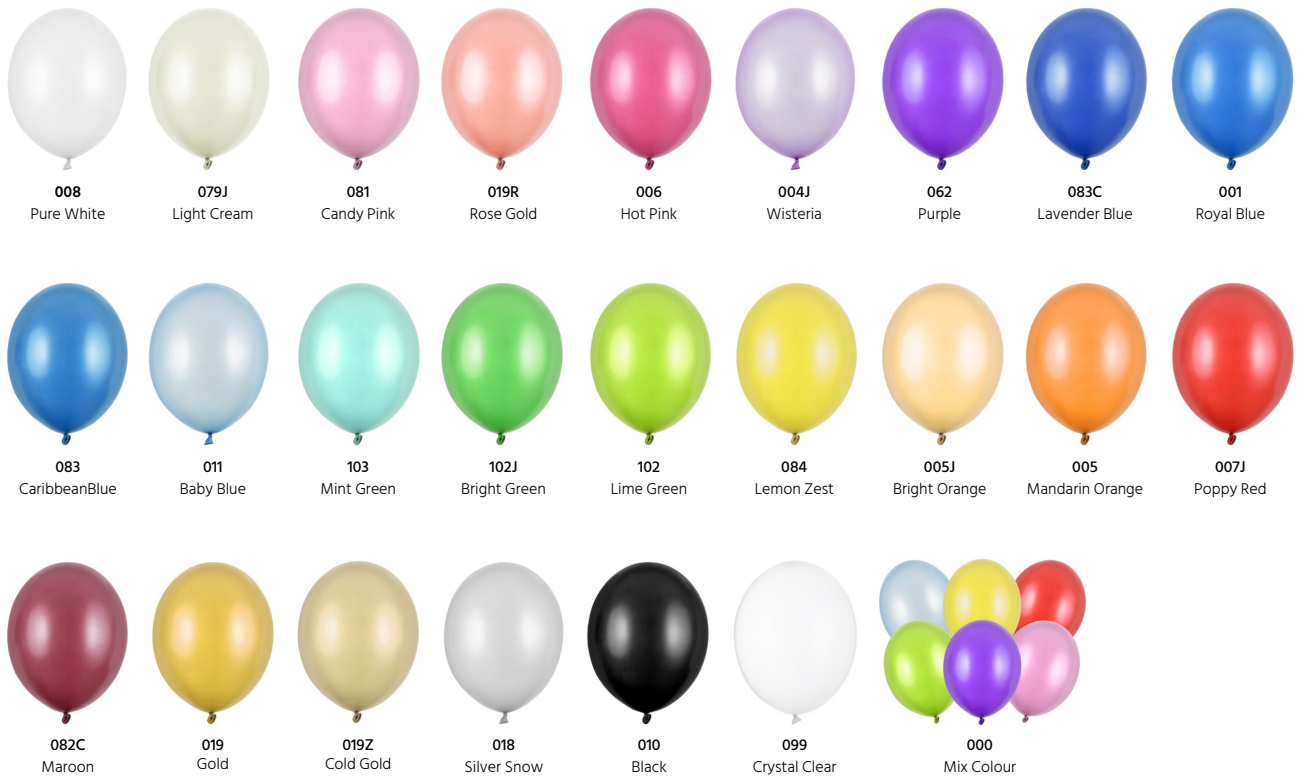 008 079J 081 019R 006 004J 062 083C 001
Pure White Light Cream Candy Pink Rose Gold Hot Pink Wisteria Purple Lavender Blue Royal Blue
083 011 103 102J 102 084 005J 005 007J
CaribbeanBlue Baby Blue Mint Green Bright Green Lime Green Lemon Zest Bright Orange Mandarin Orange Poppy Red
082C 019 019Z 018 010 099 000
Maroon Gold Cold Gold Silver Snow Black Crystal Clear Mix Colour